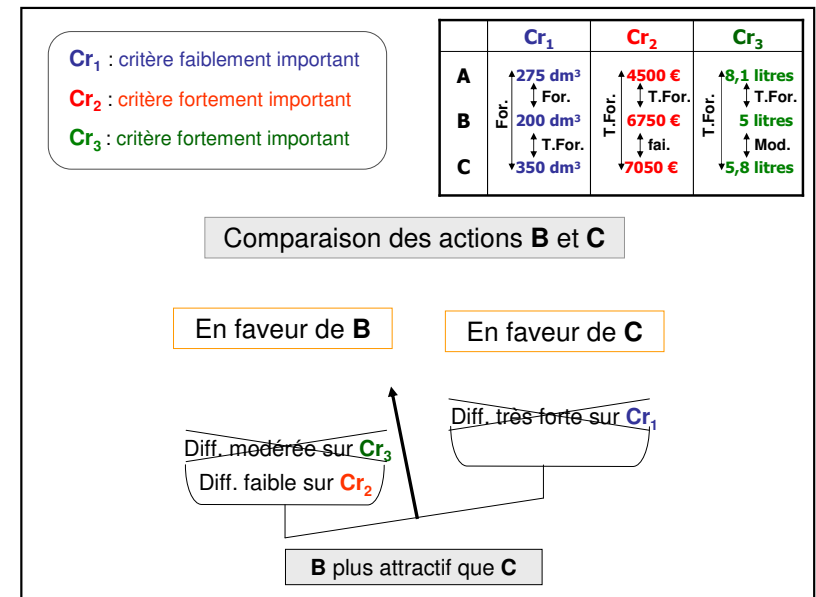 Cr1 : critère faiblement important
Cr2 : critère fortement important
Cr3 : critère fortement important
Cr1 Cr2 Cr3
A 275 dm³ 4500 € 8,1 litres
For. T.For. T.For.
For. T.For. T.For.
B 200 dm³ 6750 € 5 litres
T.For. fai. Mod.
C 350 dm³ 7050 € 5,8 litres
Comparaison des actions B et C
En faveur de B
En faveur de C
Diff. très forte sur Cr1
Diff. modérée sur Cr3
Diff. faible sur Cr2
B plus attractif que C